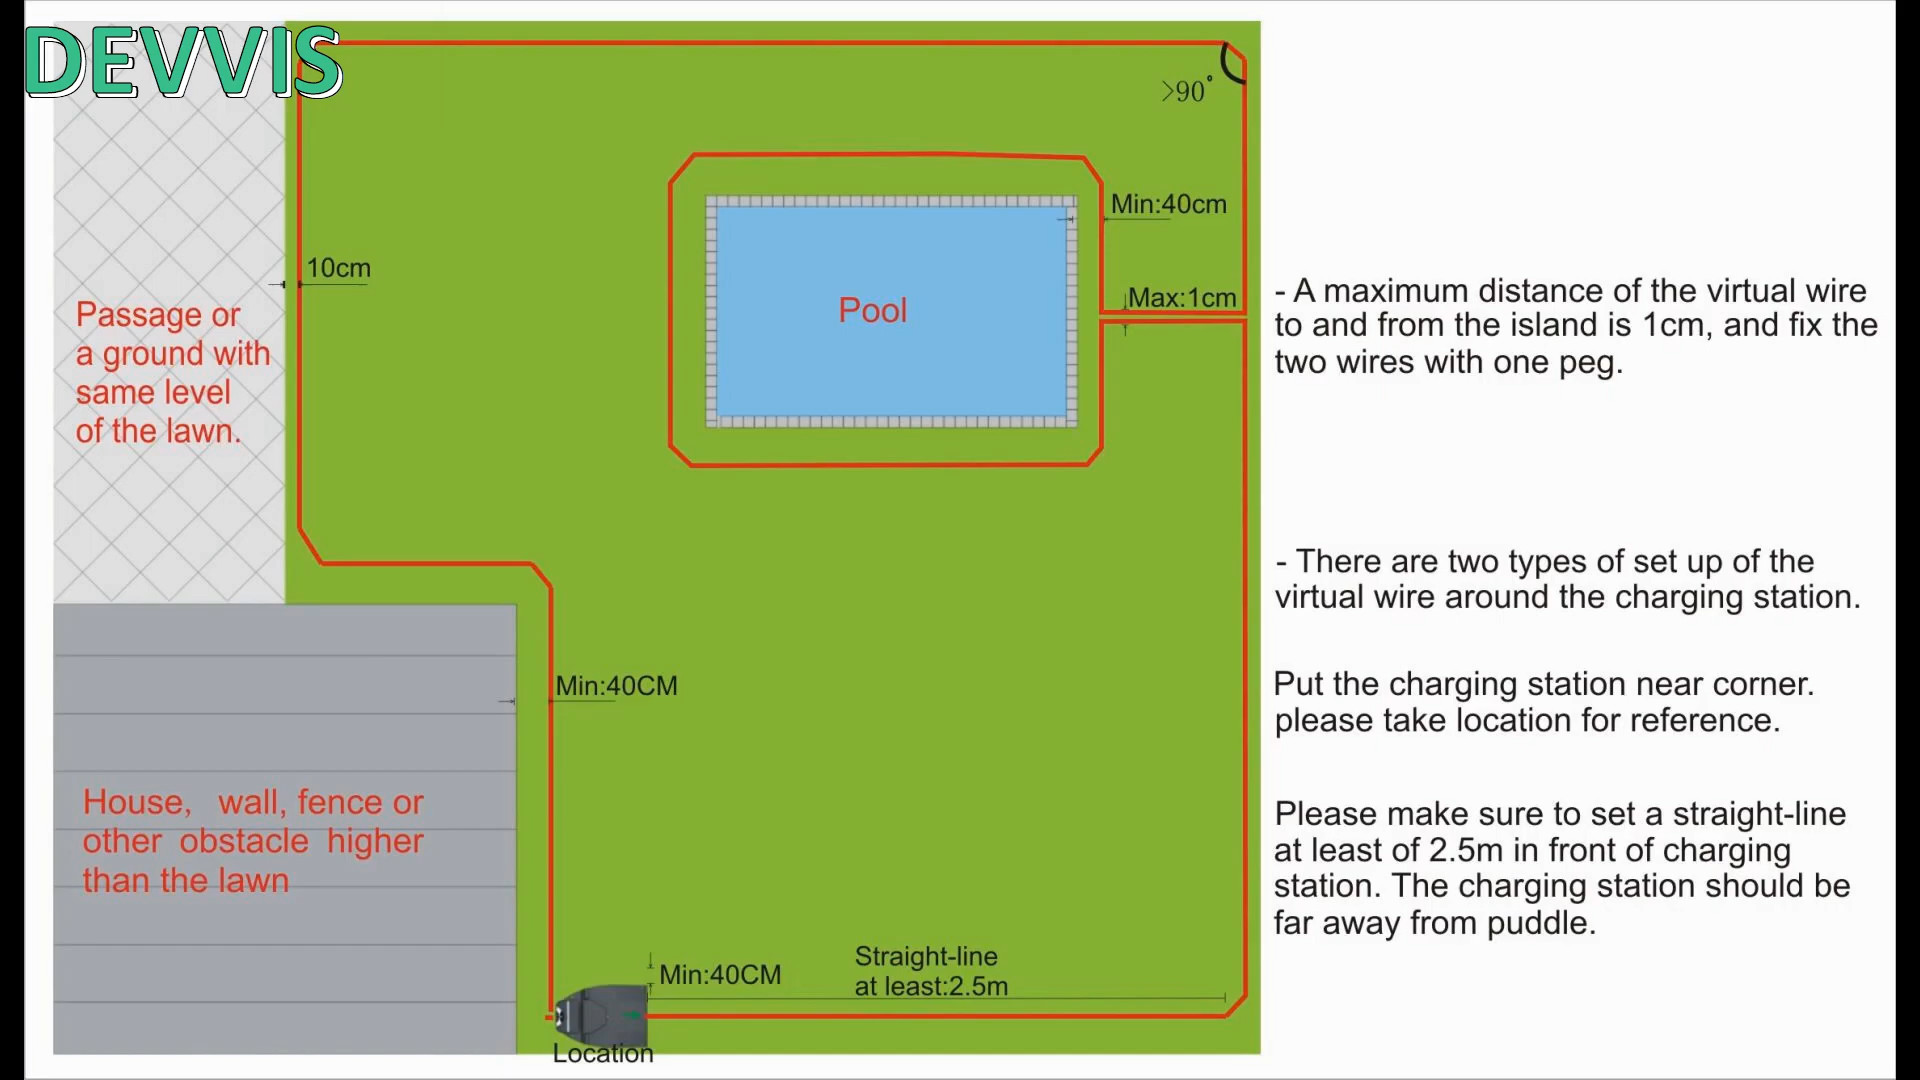 DEVVIS
>90°
Min:40cm
10cm
Max:1cm
Pool
Passage or
a ground with
same level
of the lawn.
- A maximum distance of the virtual wire
to and from the island is 1cm, and fix the
two wires with one peg.
- There are two types of set up of the
virtual wire around the charging station.
Min:40CM
Put the charging station near corner.
please take location for reference.
House, wall, fence or
other obstacle higher
than the lawn
Please make sure to set a straight-line
at least of 2.5m in front of charging
station. The charging station should be
far away from puddle.
Min:40CM
Straight-line
at least:2.5m
Location